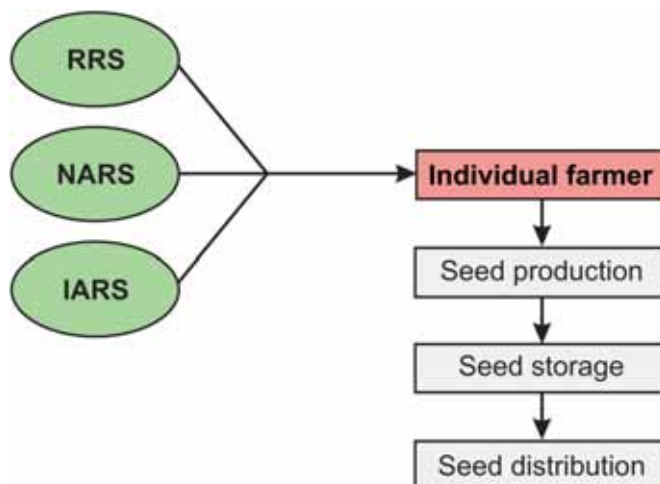 RRS
NARS
IARS
Individual farmer
Seed production
Seed storage
Seed distribution